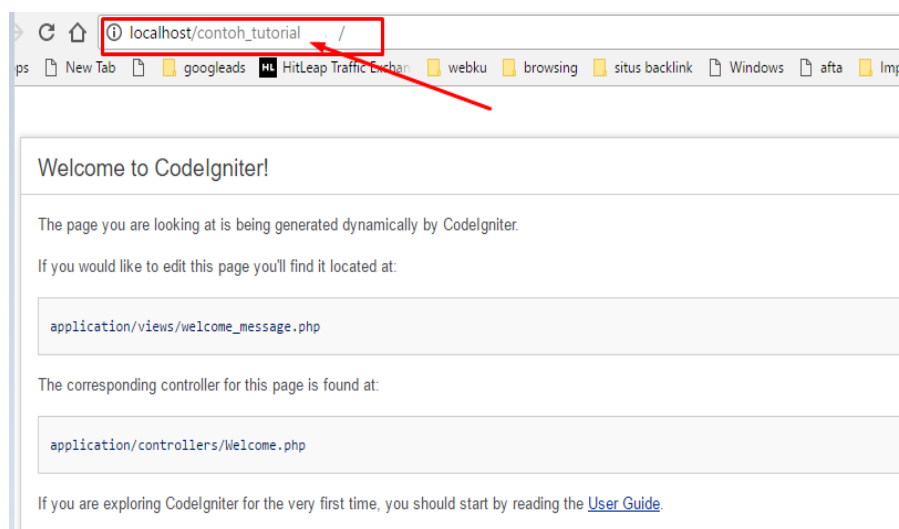 localhost/contoh_tutorial /
ps New Tab googleads HL HitLeap Traffic Exchan webku browsing situs backlink Windows afta Imp
Welcome to CodeIgniter!
The page you are looking at is being generated dynamically by CodeIgniter.
If you would like to edit this page you'll find it located at:
application/views/welcome_message.php
The corresponding controller for this page is found at:
application/controllers/Welcome.php
If you are exploring CodeIgniter for the very first time, you should start by reading the User Guide.